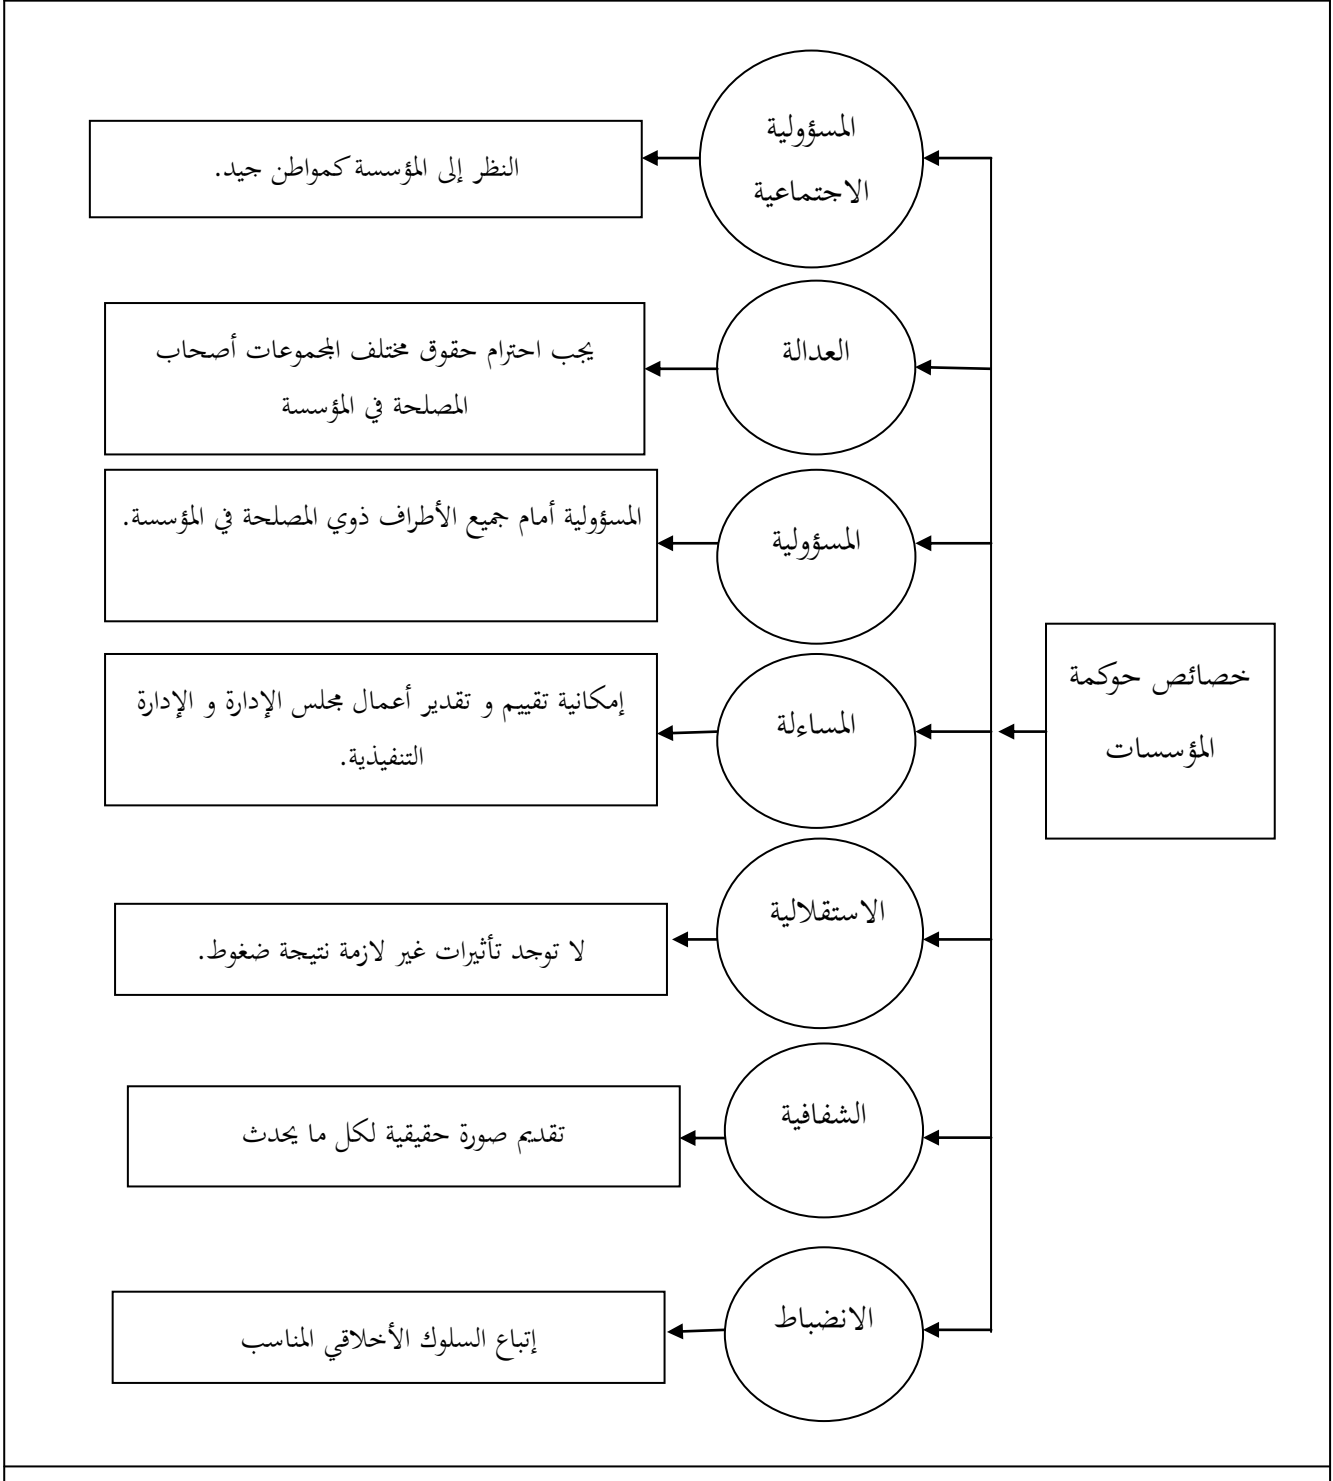 خصائص حوكمة
المؤسسات
المسؤولية
الاجتماعية
النظر إلى المؤسسة كمواطن جيد.
العدالة
يجب احترام حقوق مختلف المجموعات أصحاب
المصلحة في المؤسسة
المسؤولية
المسؤولية أمام جميع الأطراف ذوي المصلحة في المؤسسة.
المساءلة
إمكانية تقييم و تقدير أعمال مجلس الإدارة و الإدارة
التنفيذية.
الاستقلالية
لا توجد تأثيرات غير لازمة نتيجة ضغوط.
الشفافية
تقديم صورة حقيقية لكل ما يحدث
الانضباط
إتباع السلوك الأخلاقي المناسب